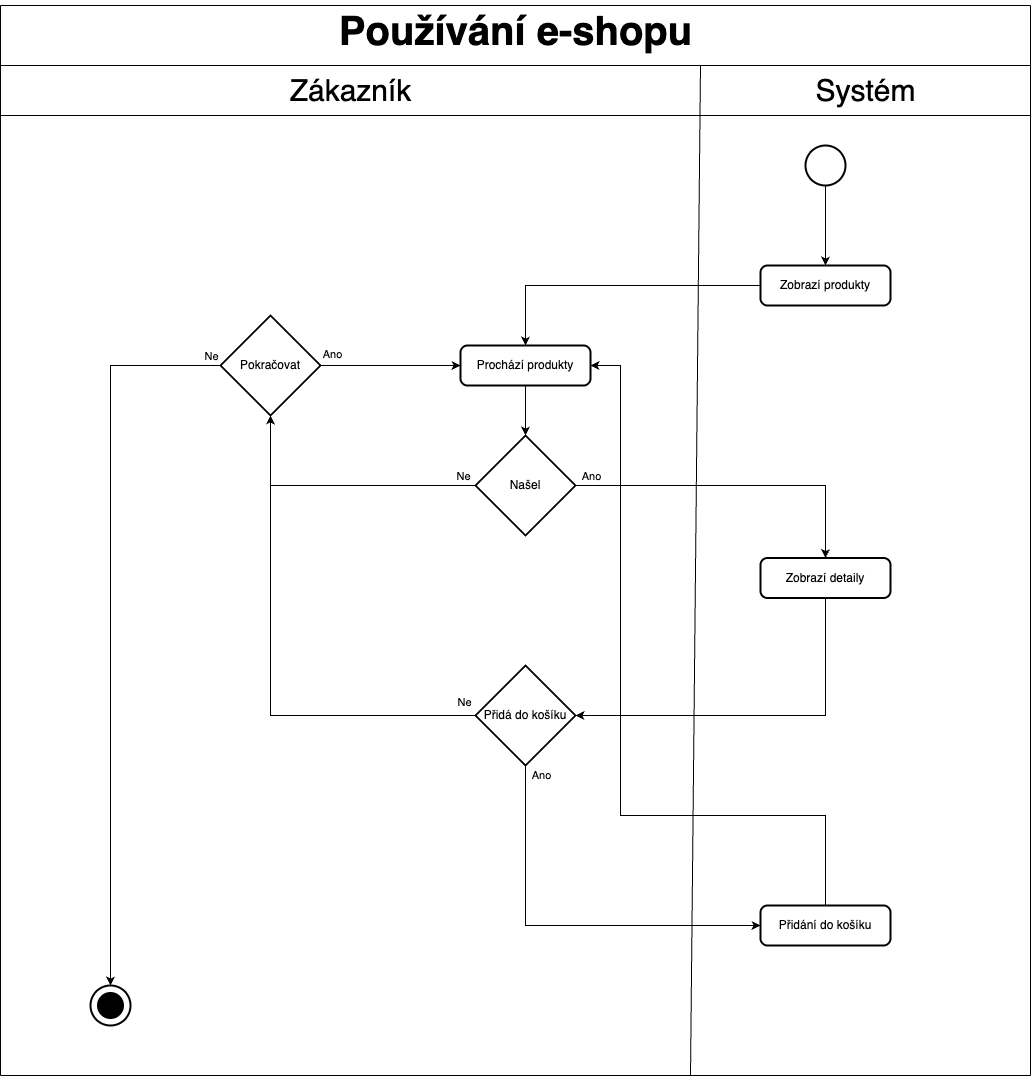 Používání e-shopu
Zákazník
Systém
Zobrazí produkty
Ne
Pokračovat
Ano
Prochází produkty
Ne
Našel
Ano
Zobrazí detaily
Ne
Přidá do košíku
Ano
Přidání do košíku